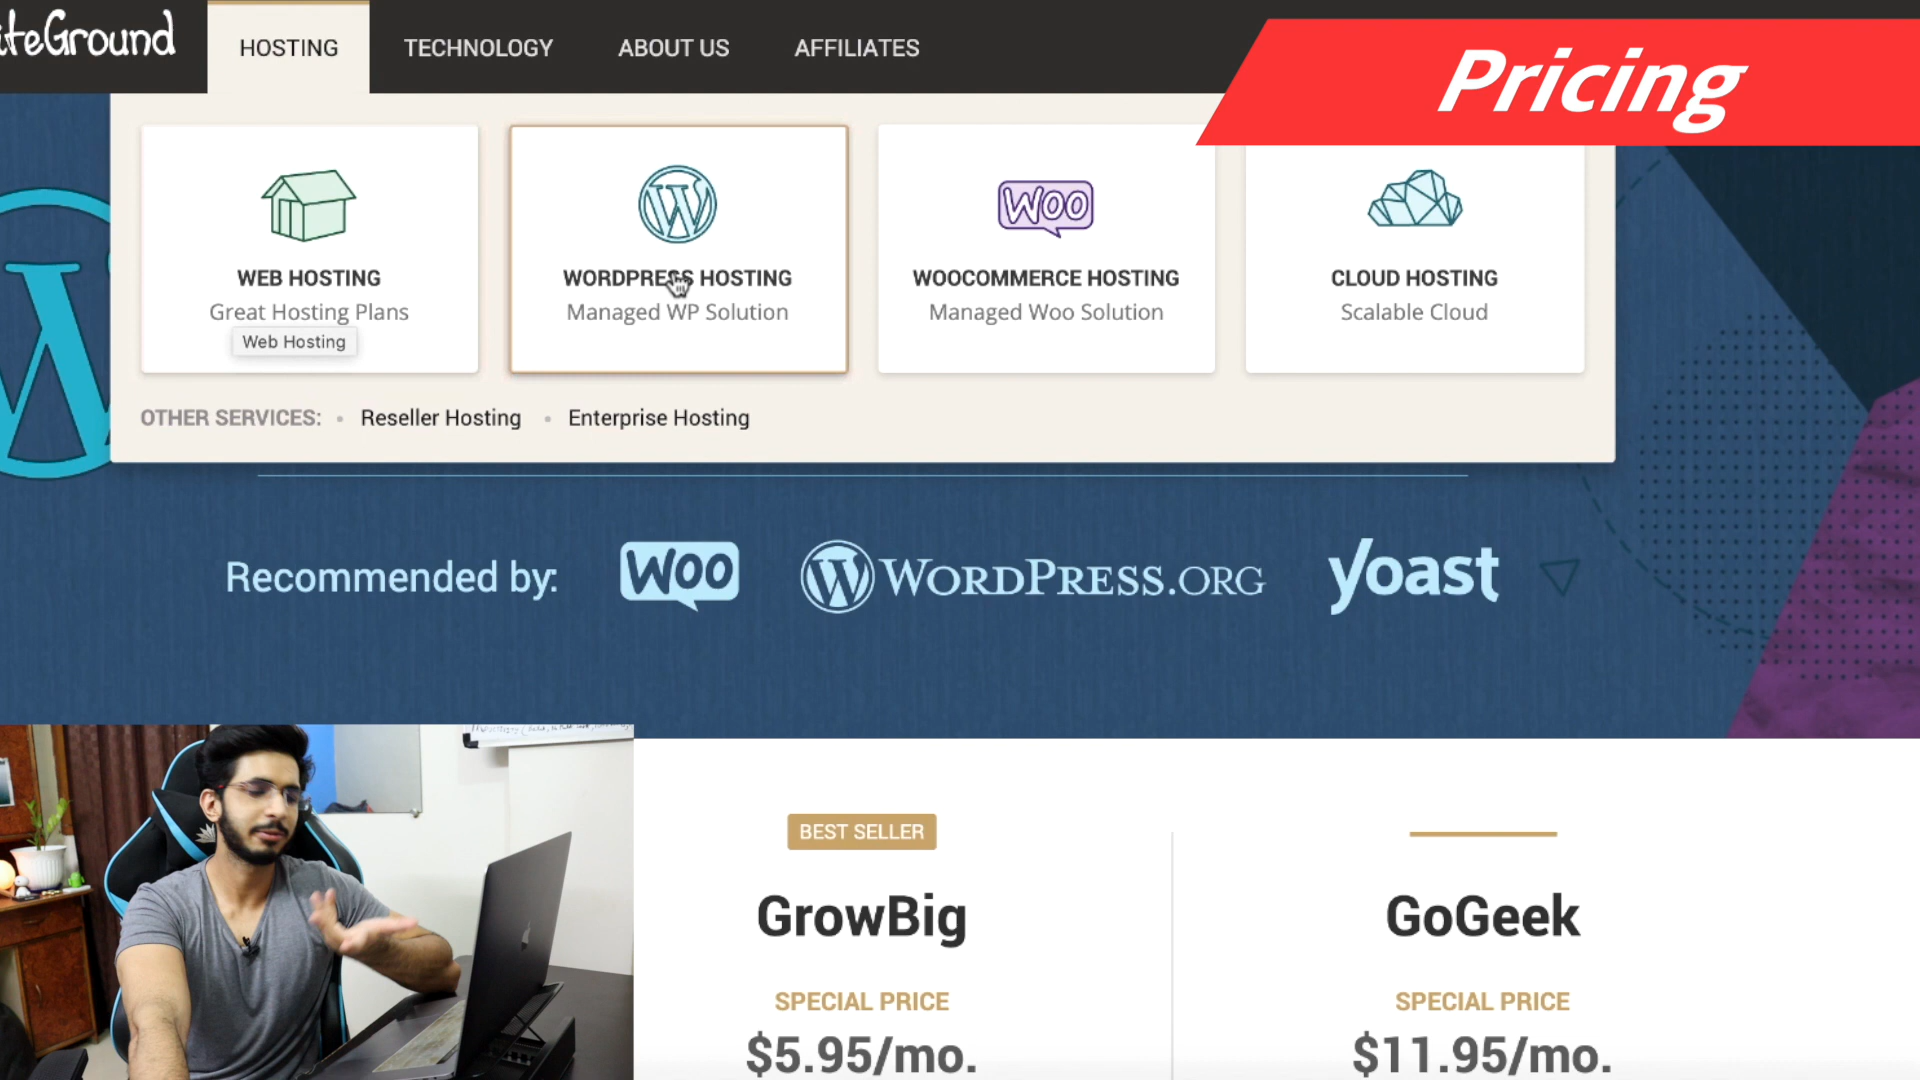 iteGround
HOSTING
TECHNOLOGY
ABOUT US
AFFILIATES
Pricing
WOO
WEB HOSTING
Great Hosting Plans
Web Hosting
WORDPRESS HOSTING
Managed WP Solution
WOOCOMMERCE HOSTING
Managed Woo Solution
CLOUD HOSTING
Scalable Cloud
OTHER SERVICES: • Reseller Hosting • Enterprise Hosting
Recommended by:
WOO
WORDPRESS.ORG
yoast
BEST SELLER
GrowBig
SPECIAL PRICE
$5.95/mo.
GoGeek
SPECIAL PRICE
$11.95/mo.